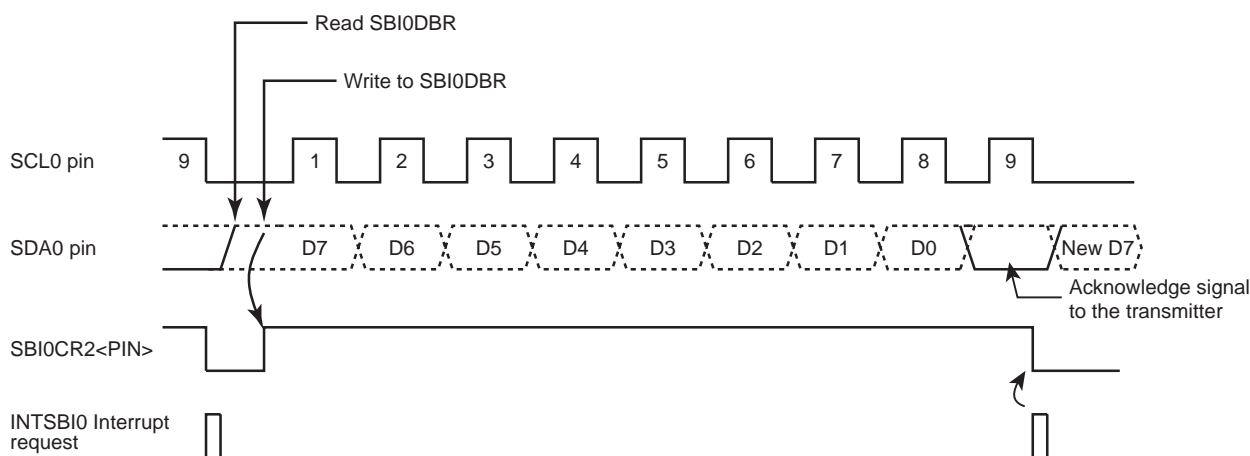 Read SBI0DBR
Write to SBI0DBR
SCL0 pin
9 1 2 3 4 5 6 7 8 9
SDA0 pin
D7 D6 D5 D4 D3 D2 D1 D0 New D7
Acknowledge signal
to the transmitter
SBI0CR2<PIN>
INTSBI0 Interrupt
request